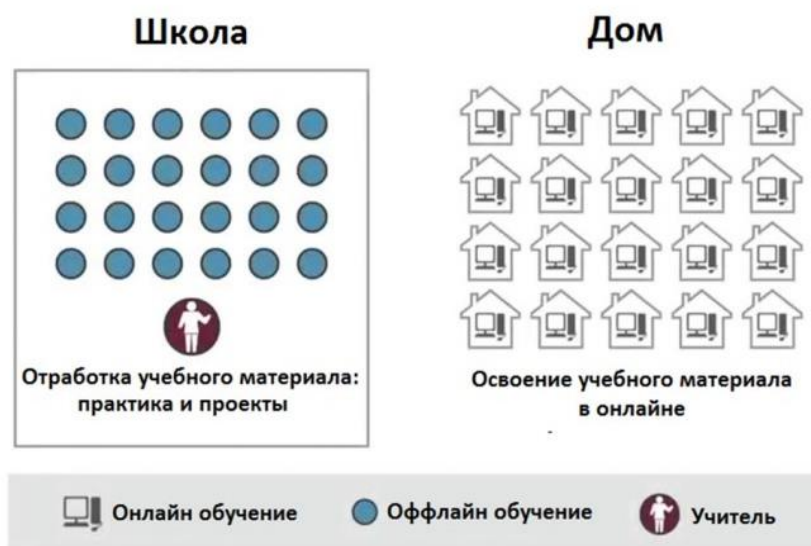 Школа
Дом
Отработка учебного материала:
практика и проекты
Освоение учебного материала
в онлайне
Онлайн обучение
Оффлайн обучение
Учитель